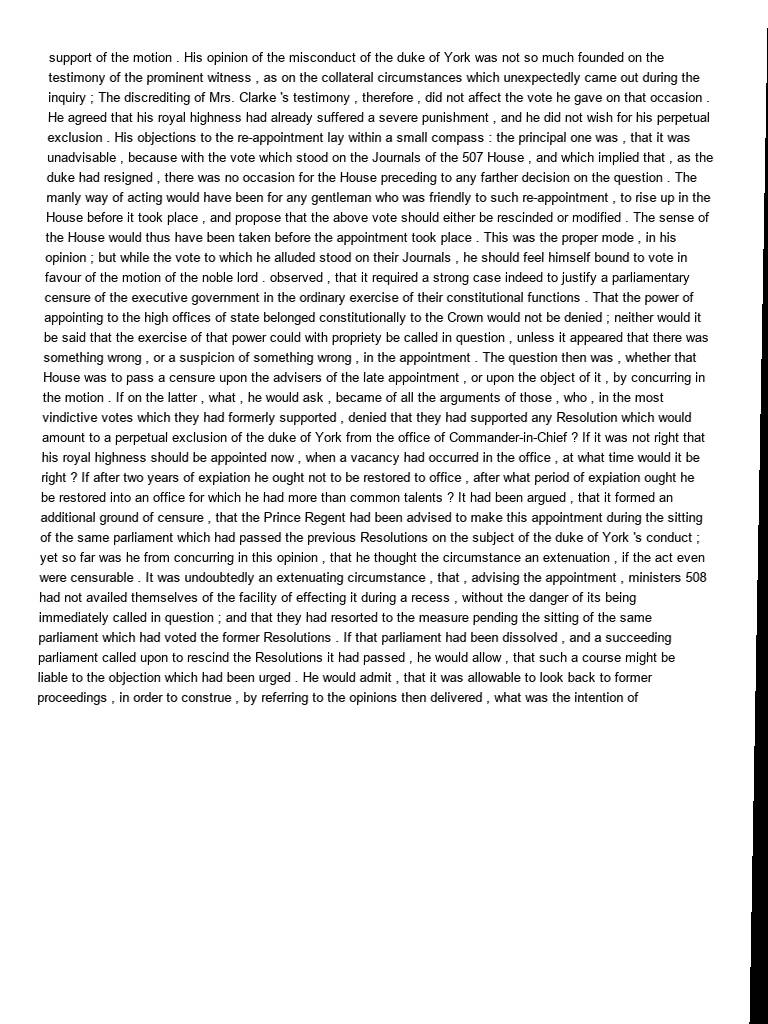 support of the motion . His opinion of the misconduct of the duke of York was not so much founded on the
testimony of the prominent witness , as on the collateral circumstances which unexpectedly came out during the
inquiry ; The discrediting of Mrs. Clarke 's testimony , therefore , did not affect the vote he gave on that occasion .
He agreed that his royal highness had already suffered a severe punishment , and he did not wish for his perpetual
exclusion . His objections to the re-appointment lay within a small compass : the principal one was , that it was
unadvisable , because with the vote which stood on the Journals of the 507 House , and which implied that , as the
duke had resigned , there was no occasion for the House preceding to any farther decision on the question . The
manly way of acting would have been for any gentleman who was friendly to such re-appointment , to rise up in the
House before it took place , and propose that the above vote should either be rescinded or modified . The sense of
the House would thus have been taken before the appointment took place . This was the proper mode , in his
opinion ; but while the vote to which he alluded stood on their Journals , he should feel himself bound to vote in
favour of the motion of the noble lord . observed , that it required a strong case indeed to justify a parliamentary
censure of the executive government in the ordinary exercise of their constitutional functions . That the power of
appointing to the high offices of state belonged constitutionally to the Crown would not be denied ; neither would it
be said that the exercise of that power could with propriety be called in question , unless it appeared that there was
something wrong , or a suspicion of something wrong , in the appointment . The question then was , whether that
House was to pass a censure upon the advisers of the late appointment , or upon the object of it , by concurring in
the motion . If on the latter , what , he would ask , became of all the arguments of those , who , in the most
vindictive votes which they had formerly supported , denied that they had supported any Resolution which would
amount to a perpetual exclusion of the duke of York from the office of Commander-in-Chief ? If it was not right that
his royal highness should be appointed now , when a vacancy had occurred in the office , at what time would it be
right ? If after two years of expiation he ought not to be restored to office , after what period of expiation ought he
be restored into an office for which he had more than common talents ? It had been argued , that it formed an
additional ground of censure , that the Prince Regent had been advised to make this appointment during the sitting
of the same parliament which had passed the previous Resolutions on the subject of the duke of York 's conduct ;
yet so far was he from concurring in this opinion , that he thought the circumstance an extenuation , if the act even
were censurable . It was undoubtedly an extenuating circumstance , that , advising the appointment , ministers 508
had not availed themselves of the facility of effecting it during a recess , without the danger of its being
immediately called in question ; and that they had resorted to the measure pending the sitting of the same
parliament which had voted the former Resolutions . If that parliament had been dissolved , and a succeeding
parliament called upon to rescind the Resolutions it had passed , he would allow , that such a course might be
liable to the objection which had been urged . He would admit , that it was allowable to look back to former
proceedings , in order to construe , by referring to the opinions then delivered , what was the intention of